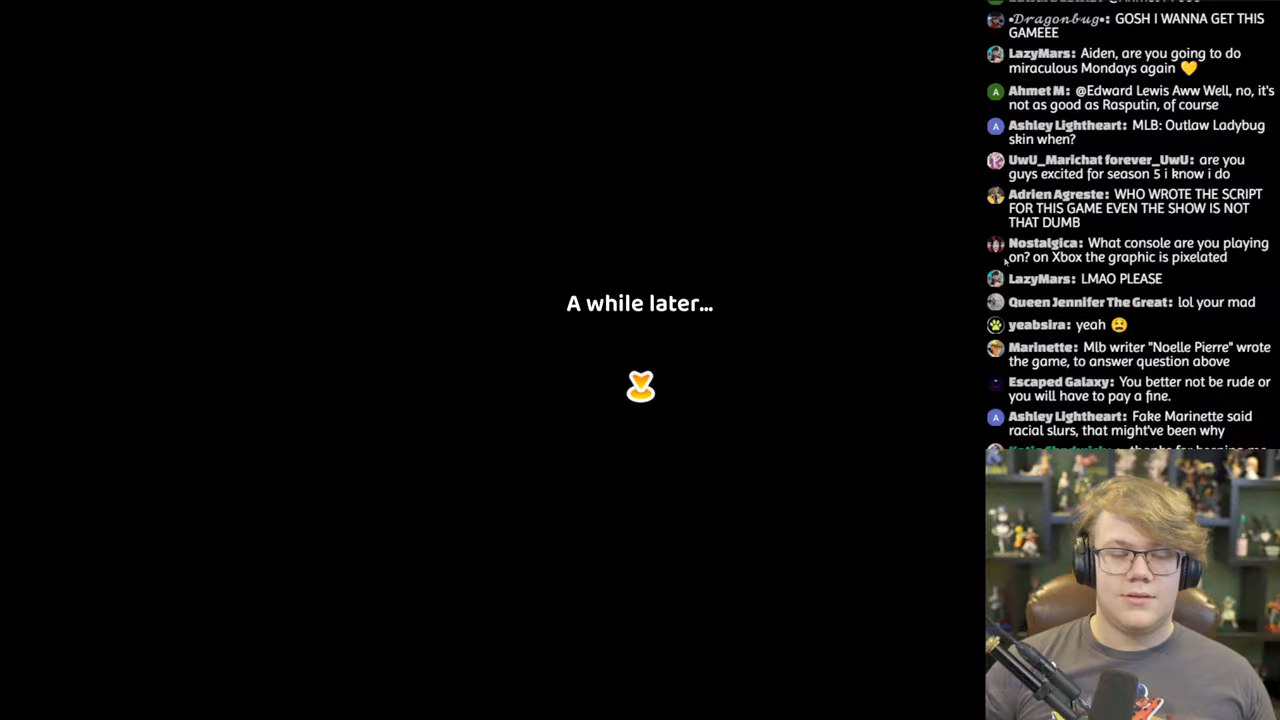 •𝓓𝓻𝓪𝓰𝓸𝓷𝓫𝓾𝓰•: GOSH I WANNA GET THIS
GAMEEE
LazyMars: Aiden, are you going to do
miraculous Mondays again 💛
A Ahmet M: @Edward Lewis Aww Well, no, it's
not as good as Rasputin, of course
A Ashley Lightheart: MLB: Outlaw Ladybug
skin when?
UwU_Marichat forever_UwU: are you
guys excited for season 5 i know i do
Adrien Agreste: WHO WROTE THE SCRIPT
FOR THIS GAME EVEN THE SHOW IS NOT
THAT DUMB
Nostalgica: What console are you playing
on? on Xbox the graphic is pixelated
LazyMars: LMAO PLEASE
Queen Jennifer The Great: lol your mad
yeabsira: yeah 😫
Marinette: Mlb writer "Noelle Pierre" wrote
the game, to answer question above
Escaped Galaxy: You better not be rude or
you will have to pay a fine.
A Ashley Lightheart: Fake Marinette said
racial slurs, that might've been why
A while later...